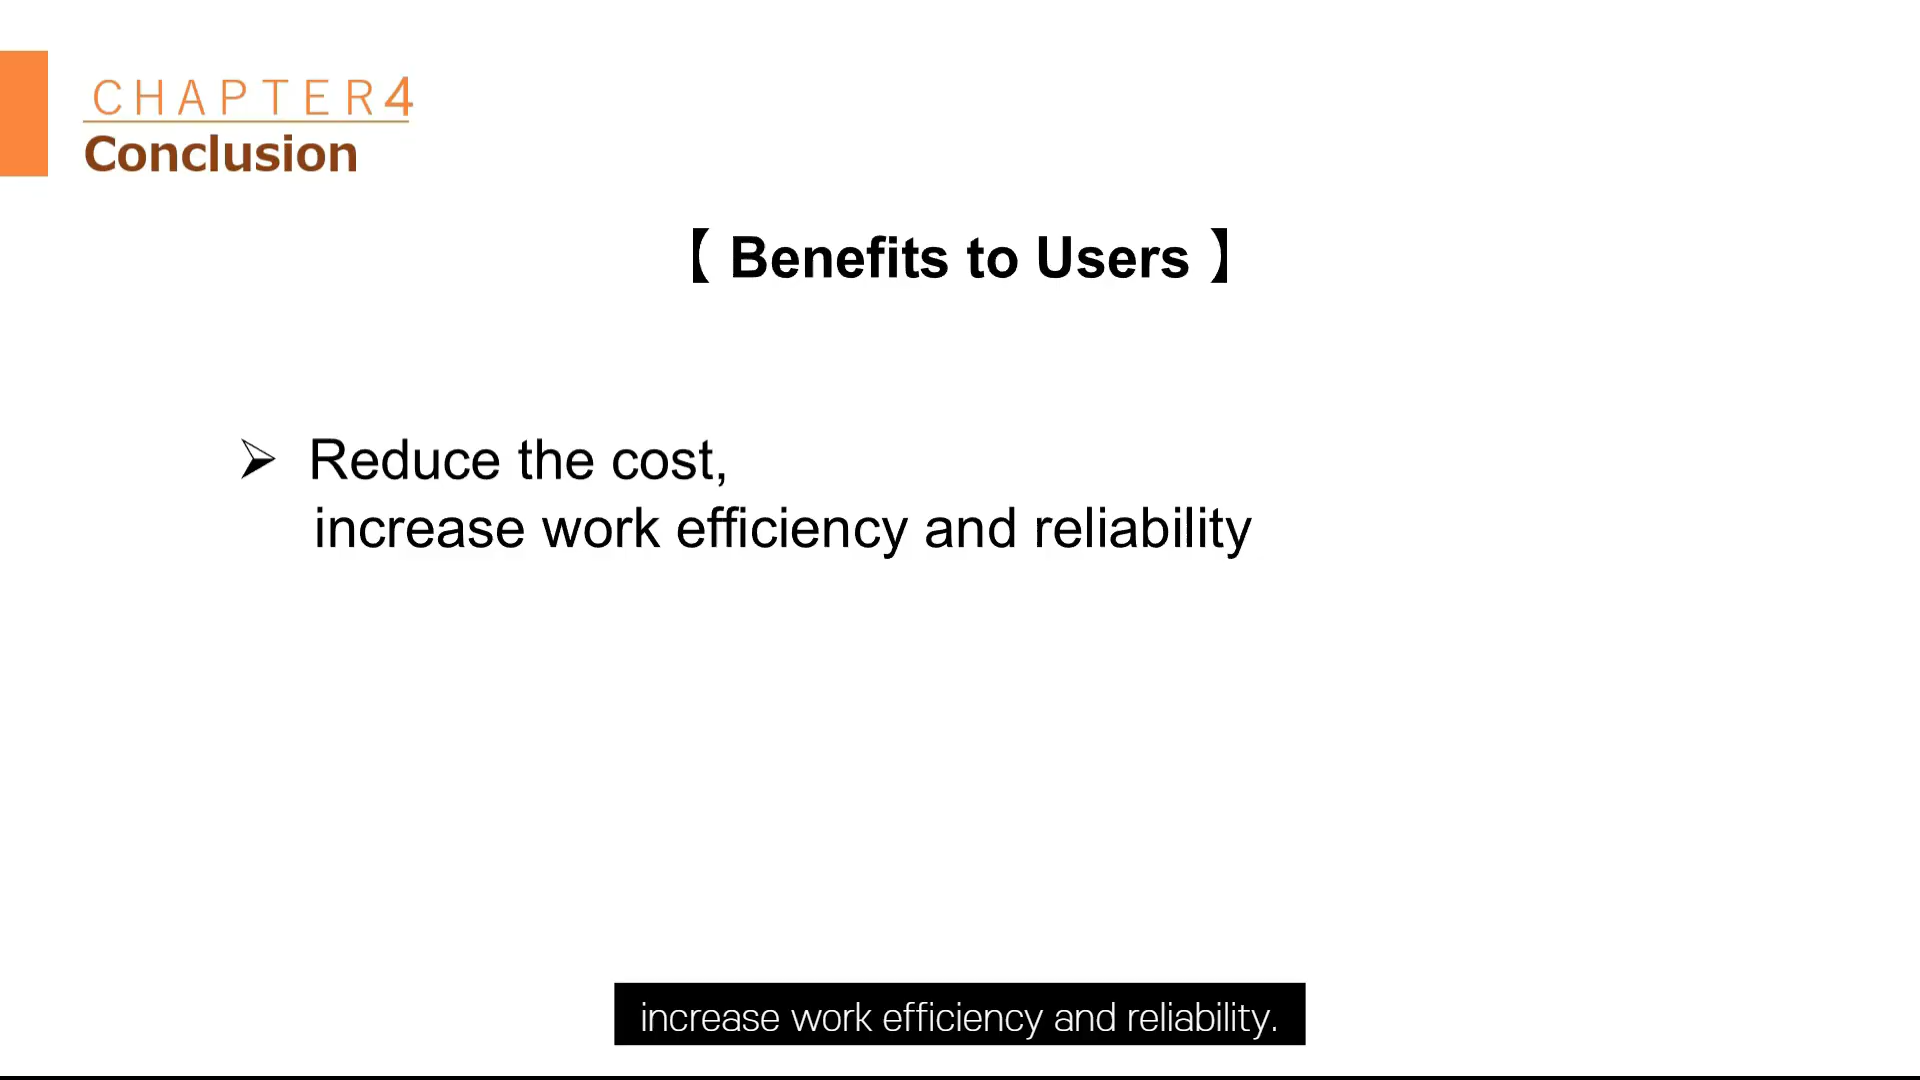 CHAPTER4
Conclusion
【 Benefits to Users 】
➢ Reduce the cost,
increase work efficiency and reliability
increase work efficiency and reliability.